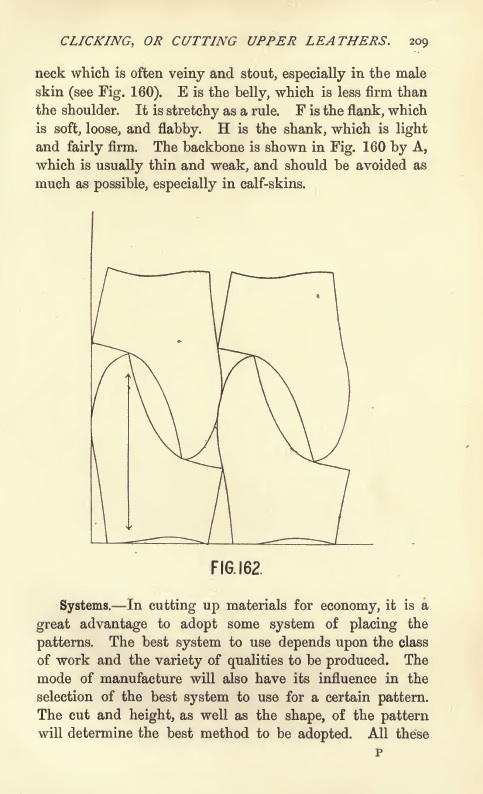 CLICKING, OR CUTTING UPPER LEATHERS. 209
neck which is often veiny and stout, especially in the male
skin (see Fig. 160). E is the belly, which is less firm than
the shoulder. It is stretchy as a rule. F is the flank, which
is soft, loose, and flabby. H is the shank, which is light
and fairly firm. The backbone is shown in Fig. 160 by A,
which is usually thin and weak, and should be avoided as
much as possible, especially in calf-skins.
FIG. 162.
Systems.—In cutting up materials for economy, it is a
great advantage to adopt some system of placing the
patterns. The best system to use depends upon the class
of work and the variety of qualities to be produced. The
mode of manufacture will also have its influence in the
selection of the best system to use for a certain pattern.
The cut and height, as well as the shape, of the pattern
will determine the best method to be adopted. All these
P